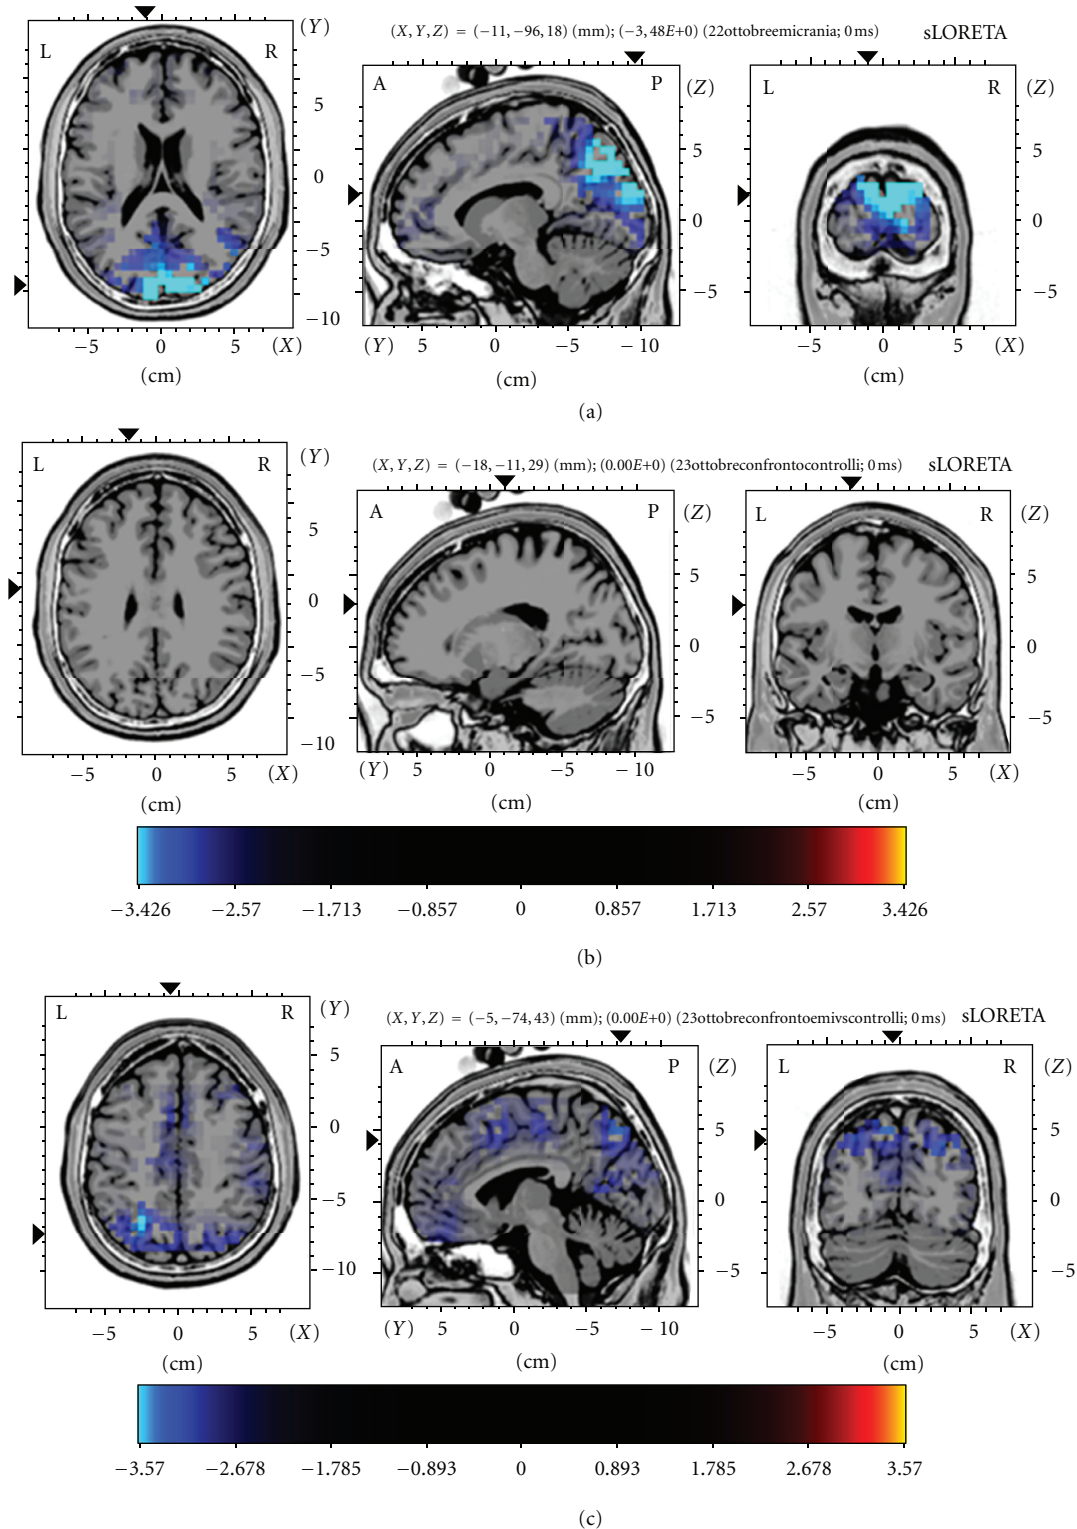 (X, Y, Z) = (−11, −96, 18) (mm); (−3, 48E+0) (22ottobreemicrania; 0 ms) sLORETA
L R (Y) 5 0 −5 −10
−5 0 5 (X)
(cm)
A P (Z) 5 0 −5
(Y) 5 0 −5 −10
(cm)
L R (Z) 5 0 −5
−5 0 5 (X)
(cm)
(a)
(X, Y, Z) = (−18, −11, 29) (mm); (0.00E+0) (23ottobreconfrontocontrolli; 0 ms) sLORETA
L R (Y) 5 0 −5 −10
−5 0 5 (X)
(cm)
A P (Z) 5 0 −5
(Y) 5 0 −5 −10
(cm)
L R (Z) 5 0 −5
−5 0 5 (X)
(cm)
−3.426 −2.57 −1.713 −0.857 0 0.857 1.713 2.57 3.426
(b)
(X, Y, Z) = (−5, −74, 43) (mm); (0.00E+0) (23ottobreconfrontoemivscontrolli; 0 ms) sLORETA
L R (Y) 5 0 −5 −10
−5 0 5 (X)
(cm)
A P (Z) 5 0 −5
(Y) 5 0 −5 −10
(cm)
L R (Z) 5 0 −5
−5 0 5 (X)
(cm)
−3.57 −2.678 −1.785 −0.893 0 0.893 1.785 2.678 3.57
(c)